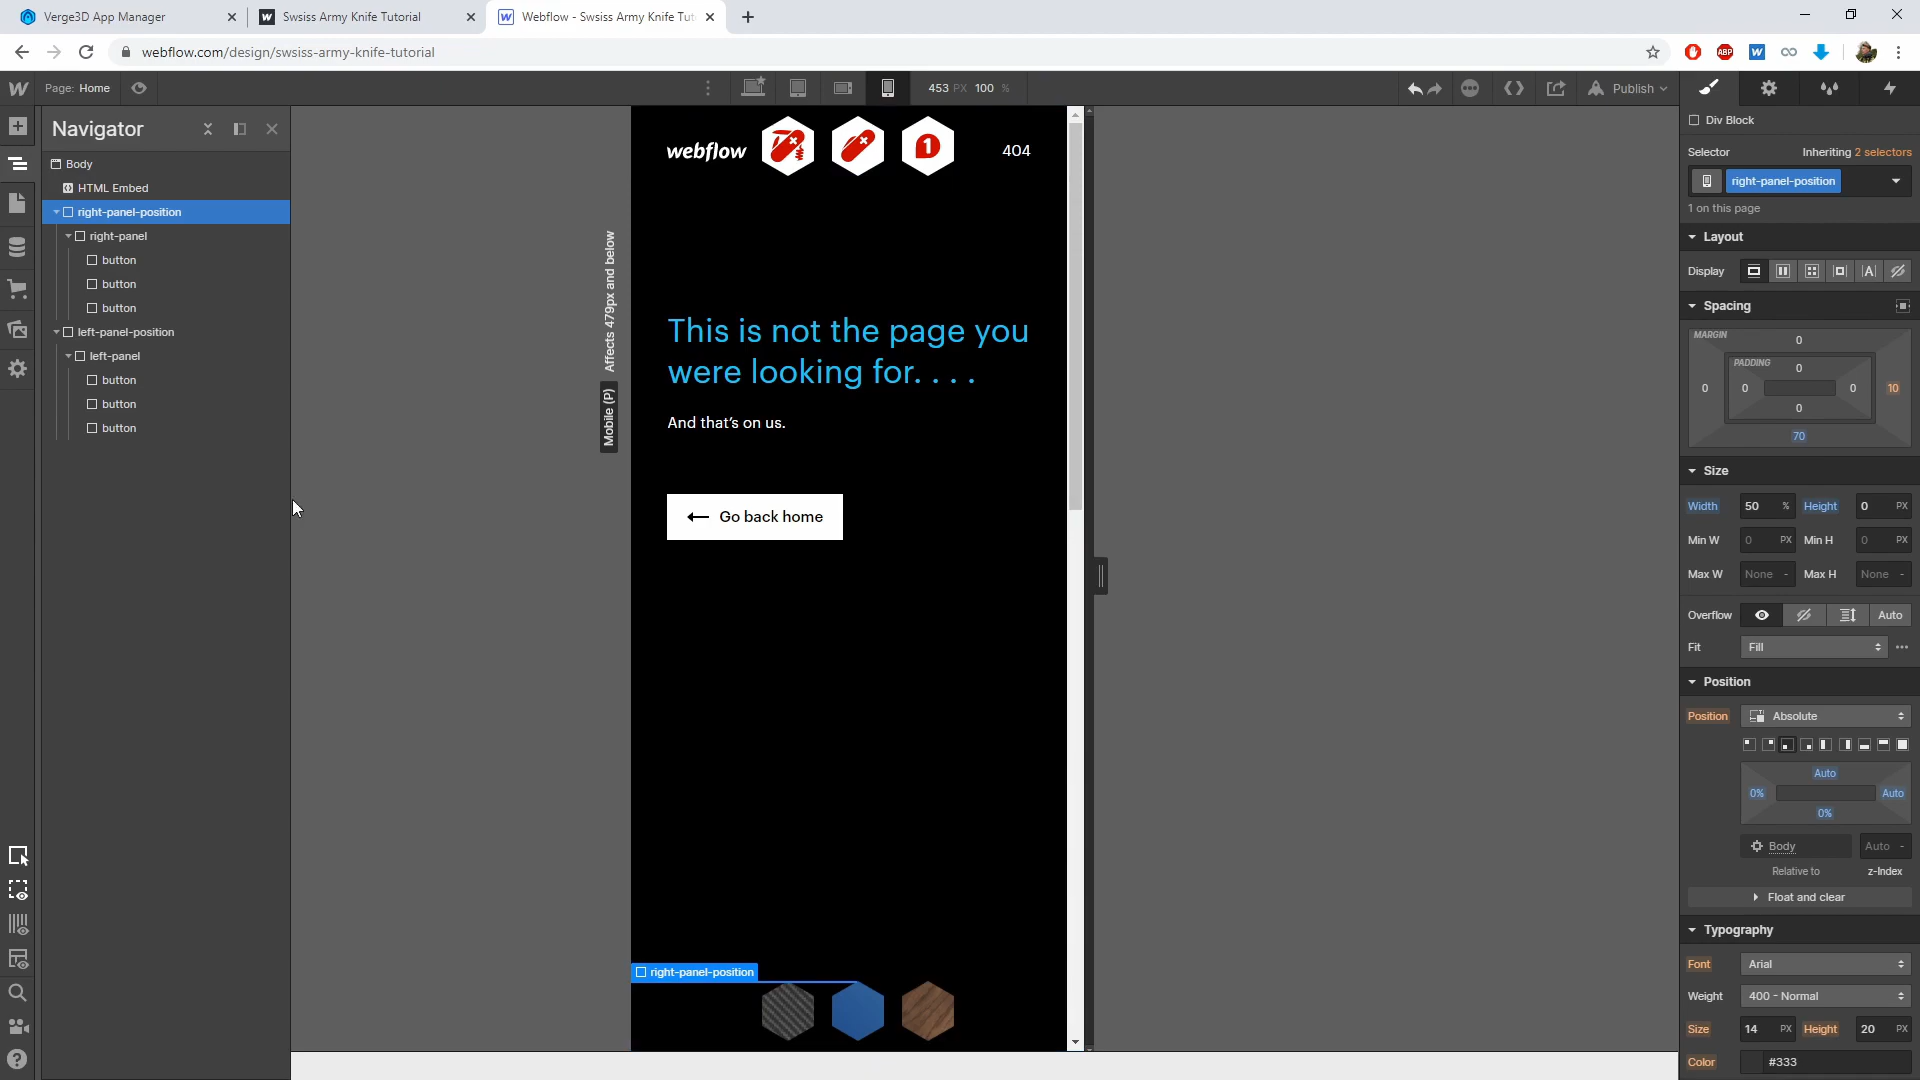 Verge3D App Manager
Swsiss Army Knife Tutorial
Webflow - Swsiss Army Knife Tut
webflow.com/design/swsiss-army-knife-tutorial
ABP
W
Page: Home
453 PX 100 %
Publish
Navigator
Body
HTML Embed
right-panel-position
right-panel
button
button
button
left-panel-position
left-panel
button
button
button
Affects 479px and below
Mobile (P)
webflow
1
404
This is not the page you
were looking for. . . .
And that's on us.
Go back home
right-panel-position
Div Block
Selector
Inheriting 2 selectors
right-panel-position
1 on this page
Layout
Display
Spacing
MARGIN
0
PADDING
0
0 0 0 10
0
70
Size
Width 50 % Height 0 PX
Min W 0 PX Min H 0 PX
Max W None - Max H None -
Overflow Auto
Fit Fill
Position
Position Absolute
Auto
0% Auto
0%
Body Auto -
Relative to z-Index
Float and clear
Typography
Font Arial
Weight 400 - Normal
Size 14 PX Height 20 PX
Color #333